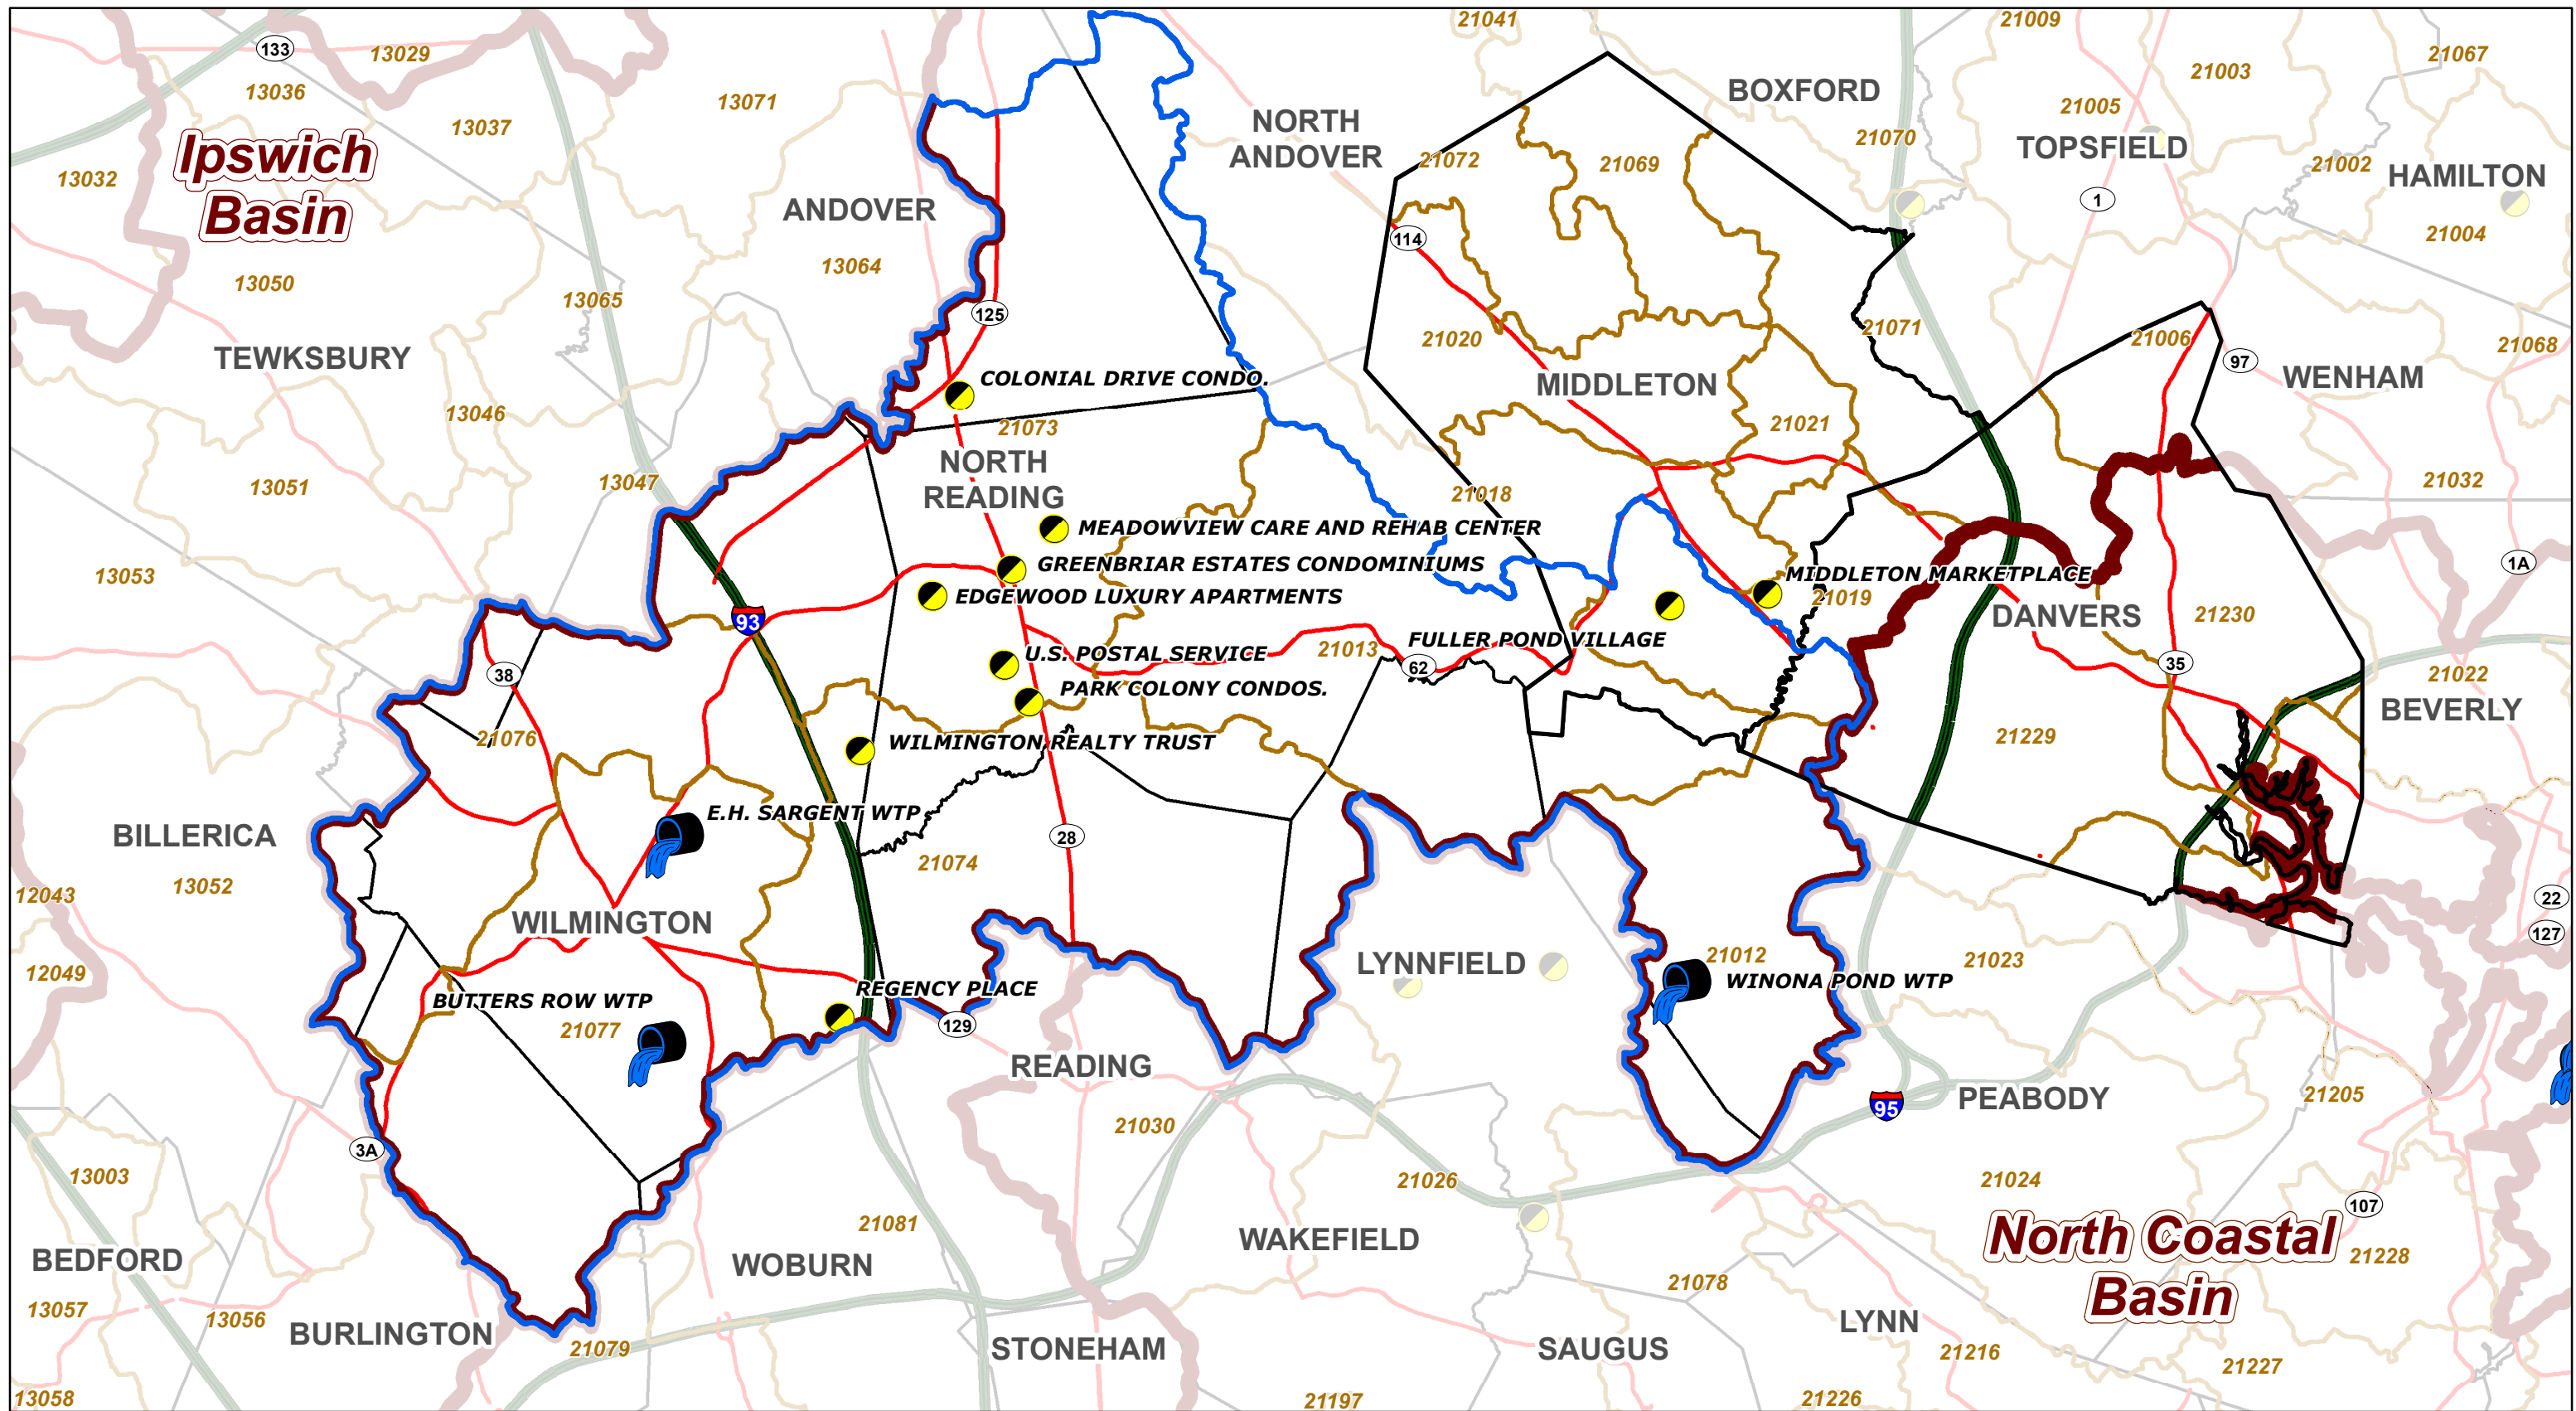 21041
21009
133
13029
13036
13071
13037
13032
Ipswich
Basin
BOXFORD
21070
21003
21067
21005
TOPSFIELD
21002
HAMILTON
21004
1
NORTH
ANDOVER
21072
21069
ANDOVER
13064
114
13050
13065
125
TEWKSBURY
21020
21071
21006
97
21068
WENHAM
MIDDLETON
COLONIAL DRIVE CONDO.
21073
13046
21021
NORTH
READING
13051
13047
21018
21032
MEADOWVIEW CARE AND REHAB CENTER
GREENBRIAR ESTATES CONDOMINIUMS
EDGEWOOD LUXURY APARTMENTS
MIDDLETON MARKETPLACE
21019
1A
13053
93
DANVERS
21230
FULLER POND VILLAGE
U.S. POSTAL SERVICE
21013
62
35
38
PARK COLONY CONDOS.
21022
BEVERLY
21076
WILMINGTON REALTY TRUST
21229
E.H. SARGENT WTP
BILLERICA
13052
28
21074
12043
22
127
WILMINGTON
LYNNFIELD
21012
21023
12049
WINONA POND WTP
REGENCY PLACE
BUTTERS ROW WTP
21077
129
READING
PEABODY
95
21205
21030
3A
13003
21026
21024
107
21081
WAKEFIELD
North Coastal
Basin
21228
BEDFORD
WOBURN
21078
13057
13056
BURLINGTON
21079
STONEHAM
SAUGUS
LYNN
21216
21227
13058
21197
21226